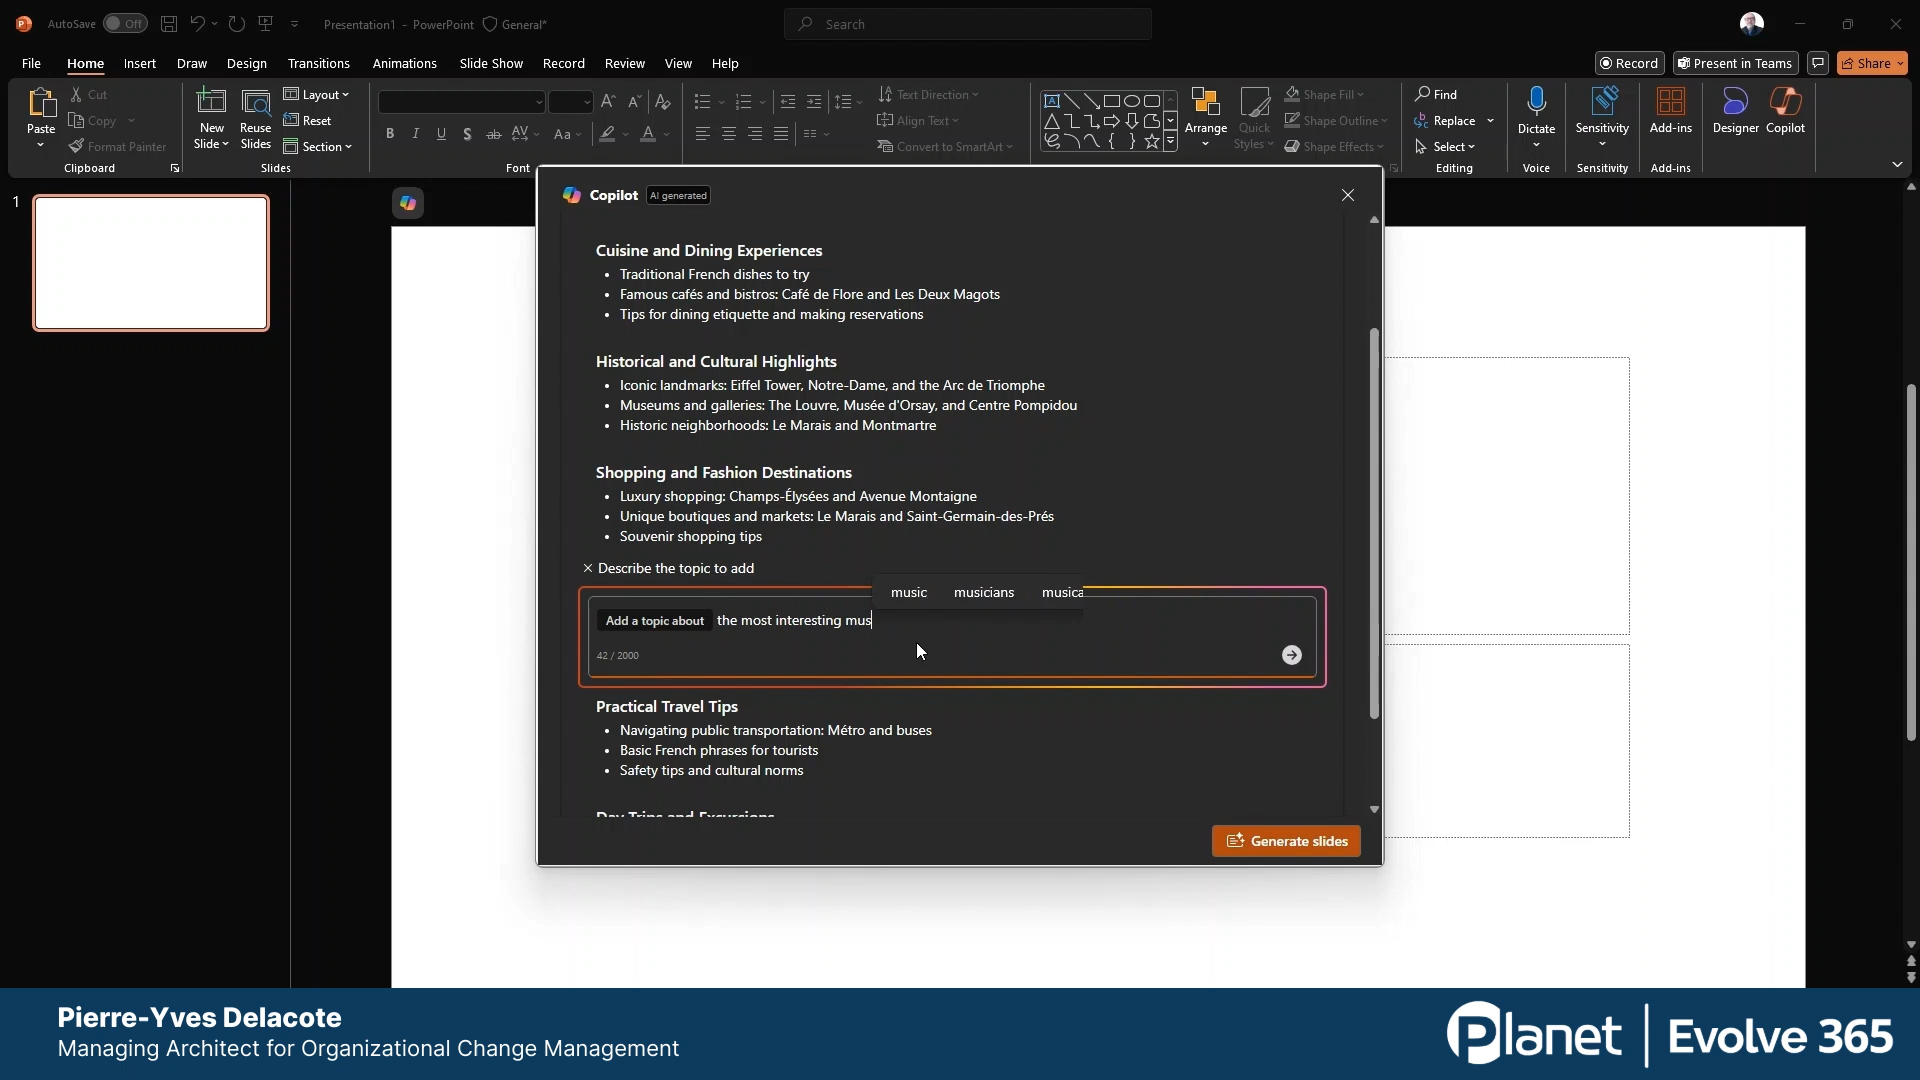 AutoSave Off Presentation1 - PowerPoint General* Search
File Home Insert Draw Design Transitions Animations Slide Show Record Review View Help Record Present in Teams Share
Paste Cut Copy Format Painter Clipboard
New Slide Reuse Slides Layout Reset Section Slides
Font
Text Direction Align Text Convert to SmartArt
Arrange Quick Styles Shape Fill Shape Outline Shape Effects
Find Replace Select Editing
Dictate Voice
Sensitivity Sensitivity
Add-ins Add-ins
Designer Copilot
1
Copilot AI generated
Cuisine and Dining Experiences
• Traditional French dishes to try
• Famous cafés and bistros: Café de Flore and Les Deux Magots
• Tips for dining etiquette and making reservations
Historical and Cultural Highlights
• Iconic landmarks: Eiffel Tower, Notre-Dame, and the Arc de Triomphe
• Museums and galleries: The Louvre, Musée d'Orsay, and Centre Pompidou
• Historic neighborhoods: Le Marais and Montmartre
Shopping and Fashion Destinations
• Luxury shopping: Champs-Élysées and Avenue Montaigne
• Unique boutiques and markets: Le Marais and Saint-Germain-des-Prés
• Souvenir shopping tips
Describe the topic to add
music musicians musica
Add a topic about the most interesting mus
42 / 2000
Practical Travel Tips
• Navigating public transportation: Métro and buses
• Basic French phrases for tourists
• Safety tips and cultural norms
Day Trips and Excursions
Generate slides
Pierre-Yves Delacote
Managing Architect for Organizational Change Management
Planet Evolve 365